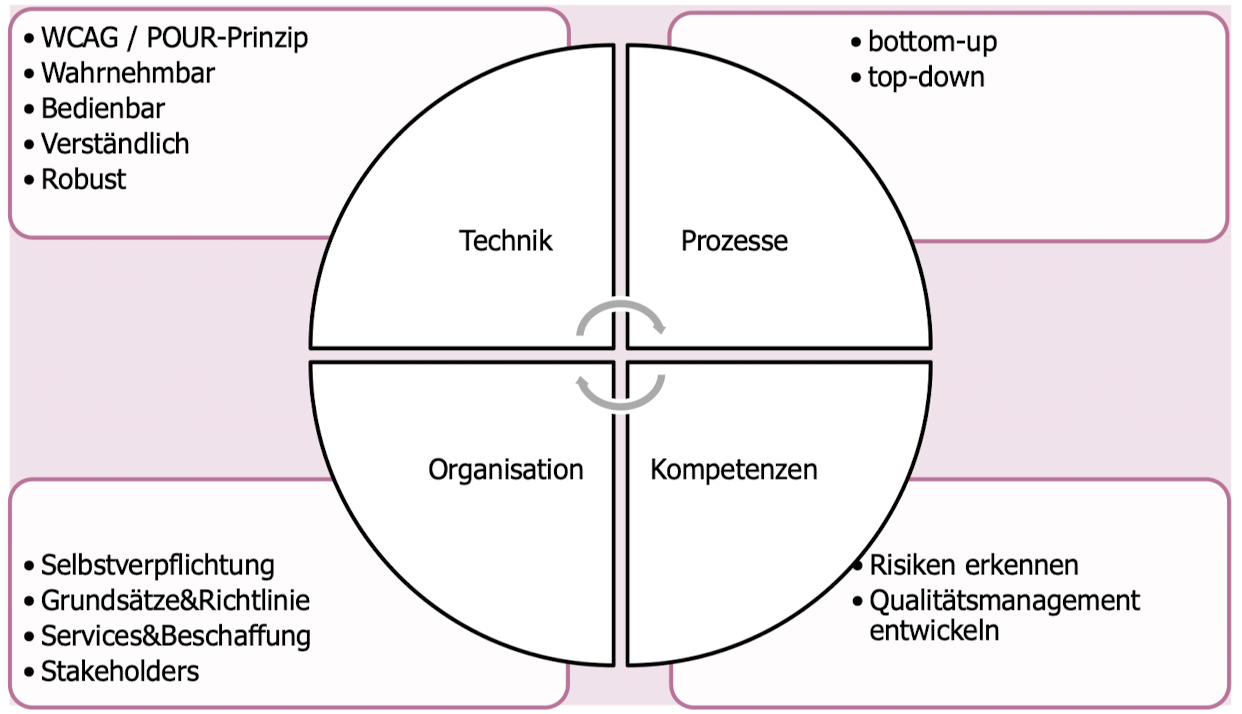 • WCAG / POUR-Prinzip
• Wahrnehmbar
• Bedienbar
• Verständlich
• Robust
• bottom-up
• top-down
Technik
Prozesse
Organisation
Kompetenzen
• Selbstverpflichtung
• Grundsätze&Richtlinie
• Services&Beschaffung
• Stakeholders
• Risiken erkennen
• Qualitätsmanagement
entwickeln